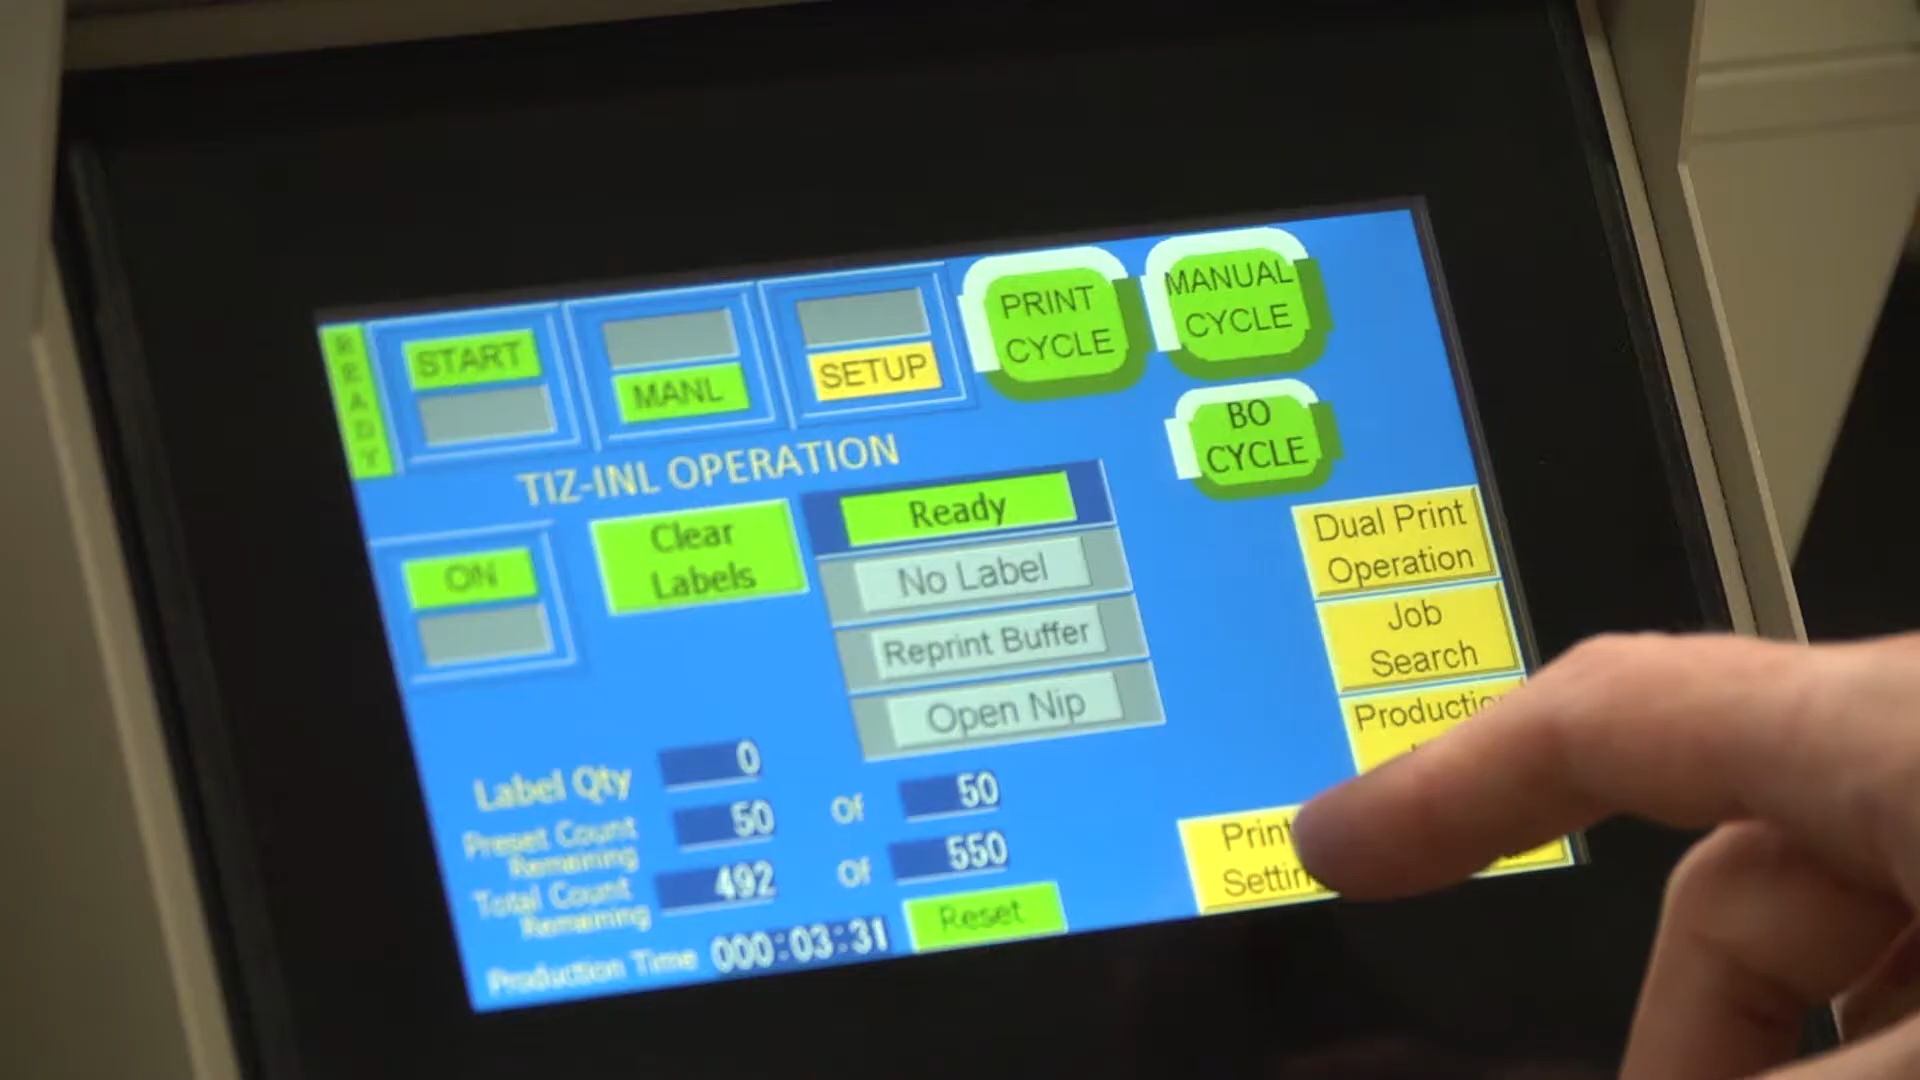 READY
START
MANL
SETUP
PRINT
CYCLE
MANUAL
CYCLE
BO
CYCLE
TIZ-INL OPERATION
ON
Clear
Labels
Ready
No Label
Reprint Buffer
Open Nip
Dual Print
Operation
Job
Search
Label Qty 0
Preset Count
Remaining
50 Of 50
Total Count
Remaining
492 Of 550
Production Time 000:03:31
Reset
Print